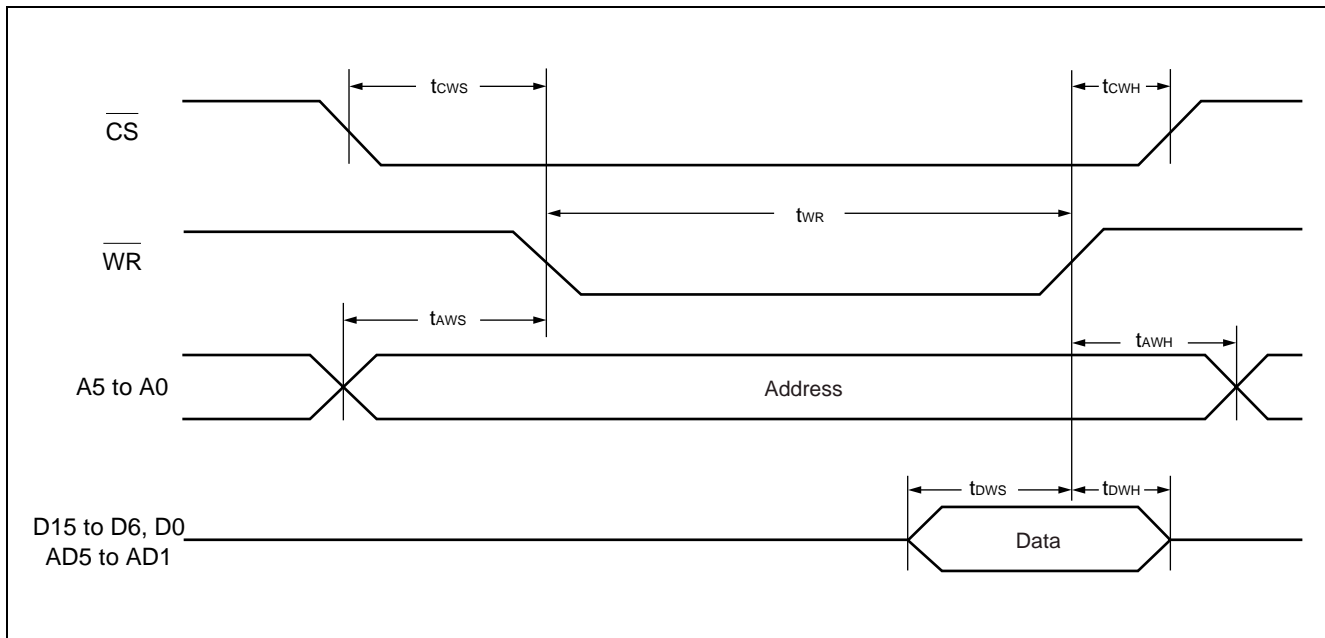 tCWS
tCWH
CS
tWR
WR
tAWS
tAWH
A5 to A0
Address
tDWS
tDWH
D15 to D6, D0
AD5 to AD1
Data